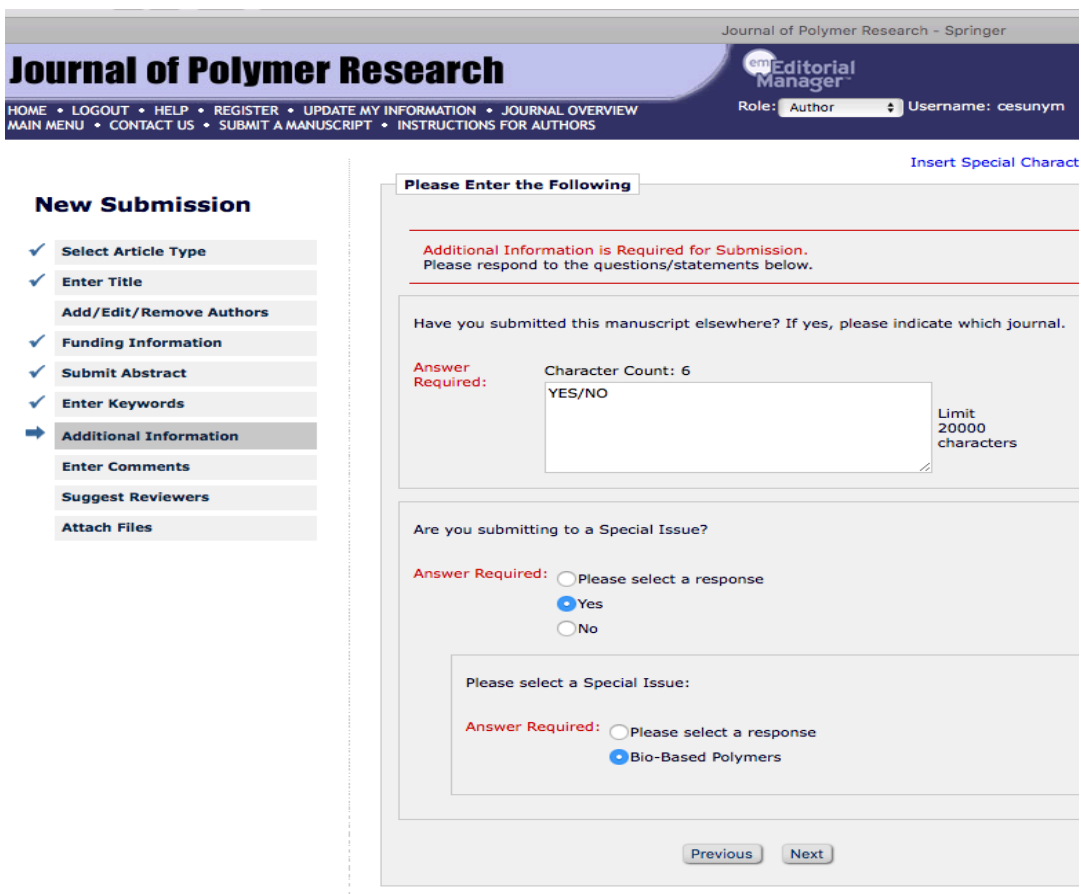 Journal of Polymer Research - Springer
Journal of Polymer Research
em Editorial
Manager™
HOME • LOGOUT • HELP • REGISTER • UPDATE MY INFORMATION • JOURNAL OVERVIEW
MAIN MENU • CONTACT US • SUBMIT A MANUSCRIPT • INSTRUCTIONS FOR AUTHORS
Role: Author Username: cesunym
Insert Special Charact
New Submission
Select Article Type
Enter Title
Add/Edit/Remove Authors
Funding Information
Submit Abstract
Enter Keywords
Additional Information
Enter Comments
Suggest Reviewers
Attach Files
Please Enter the Following
Additional Information is Required for Submission.
Please respond to the questions/statements below.
Have you submitted this manuscript elsewhere? If yes, please indicate which journal.
Answer
Required:
Character Count: 6
YES/NO
Limit
20000
characters
Are you submitting to a Special Issue?
Answer Required: Please select a response
Yes
No
Please select a Special Issue:
Answer Required: Please select a response
Bio-Based Polymers
Previous Next